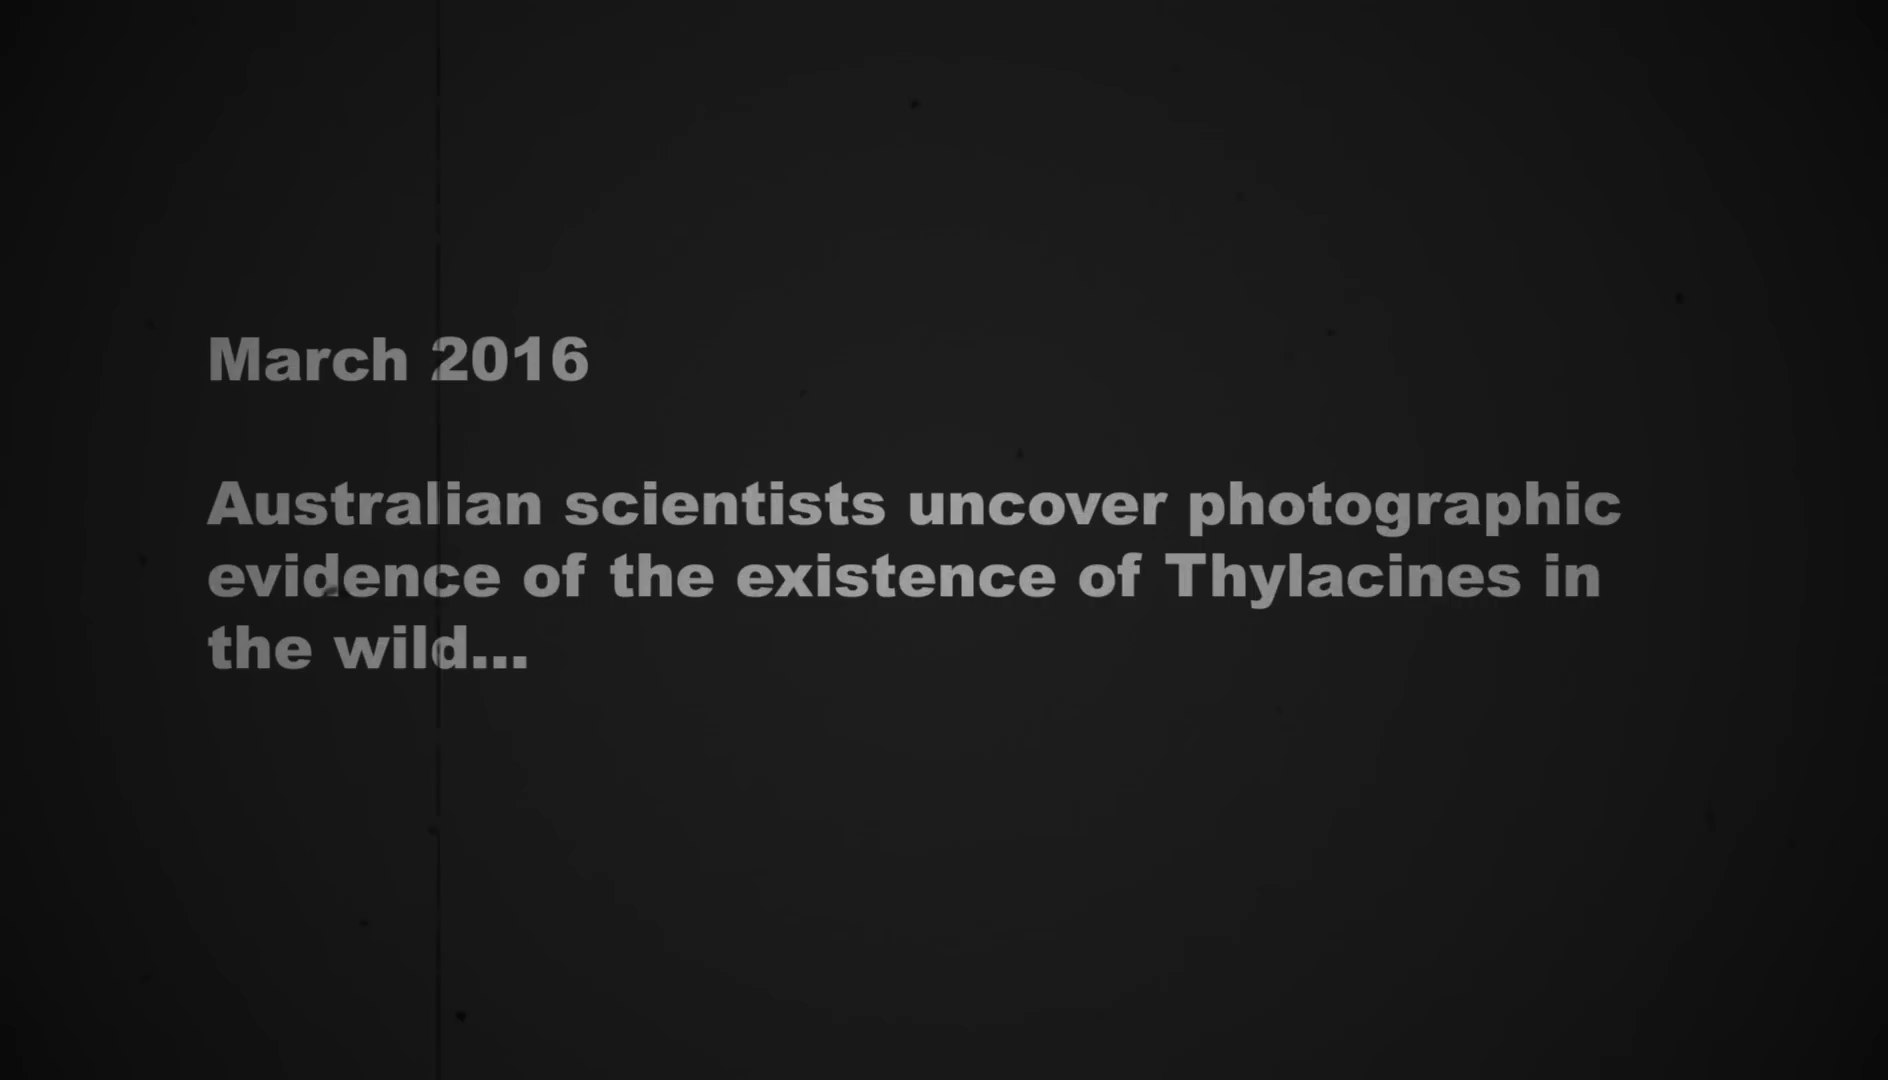 March 2016
Australian scientists uncover photographic
evidence of the existence of Thylacines in
the wild...